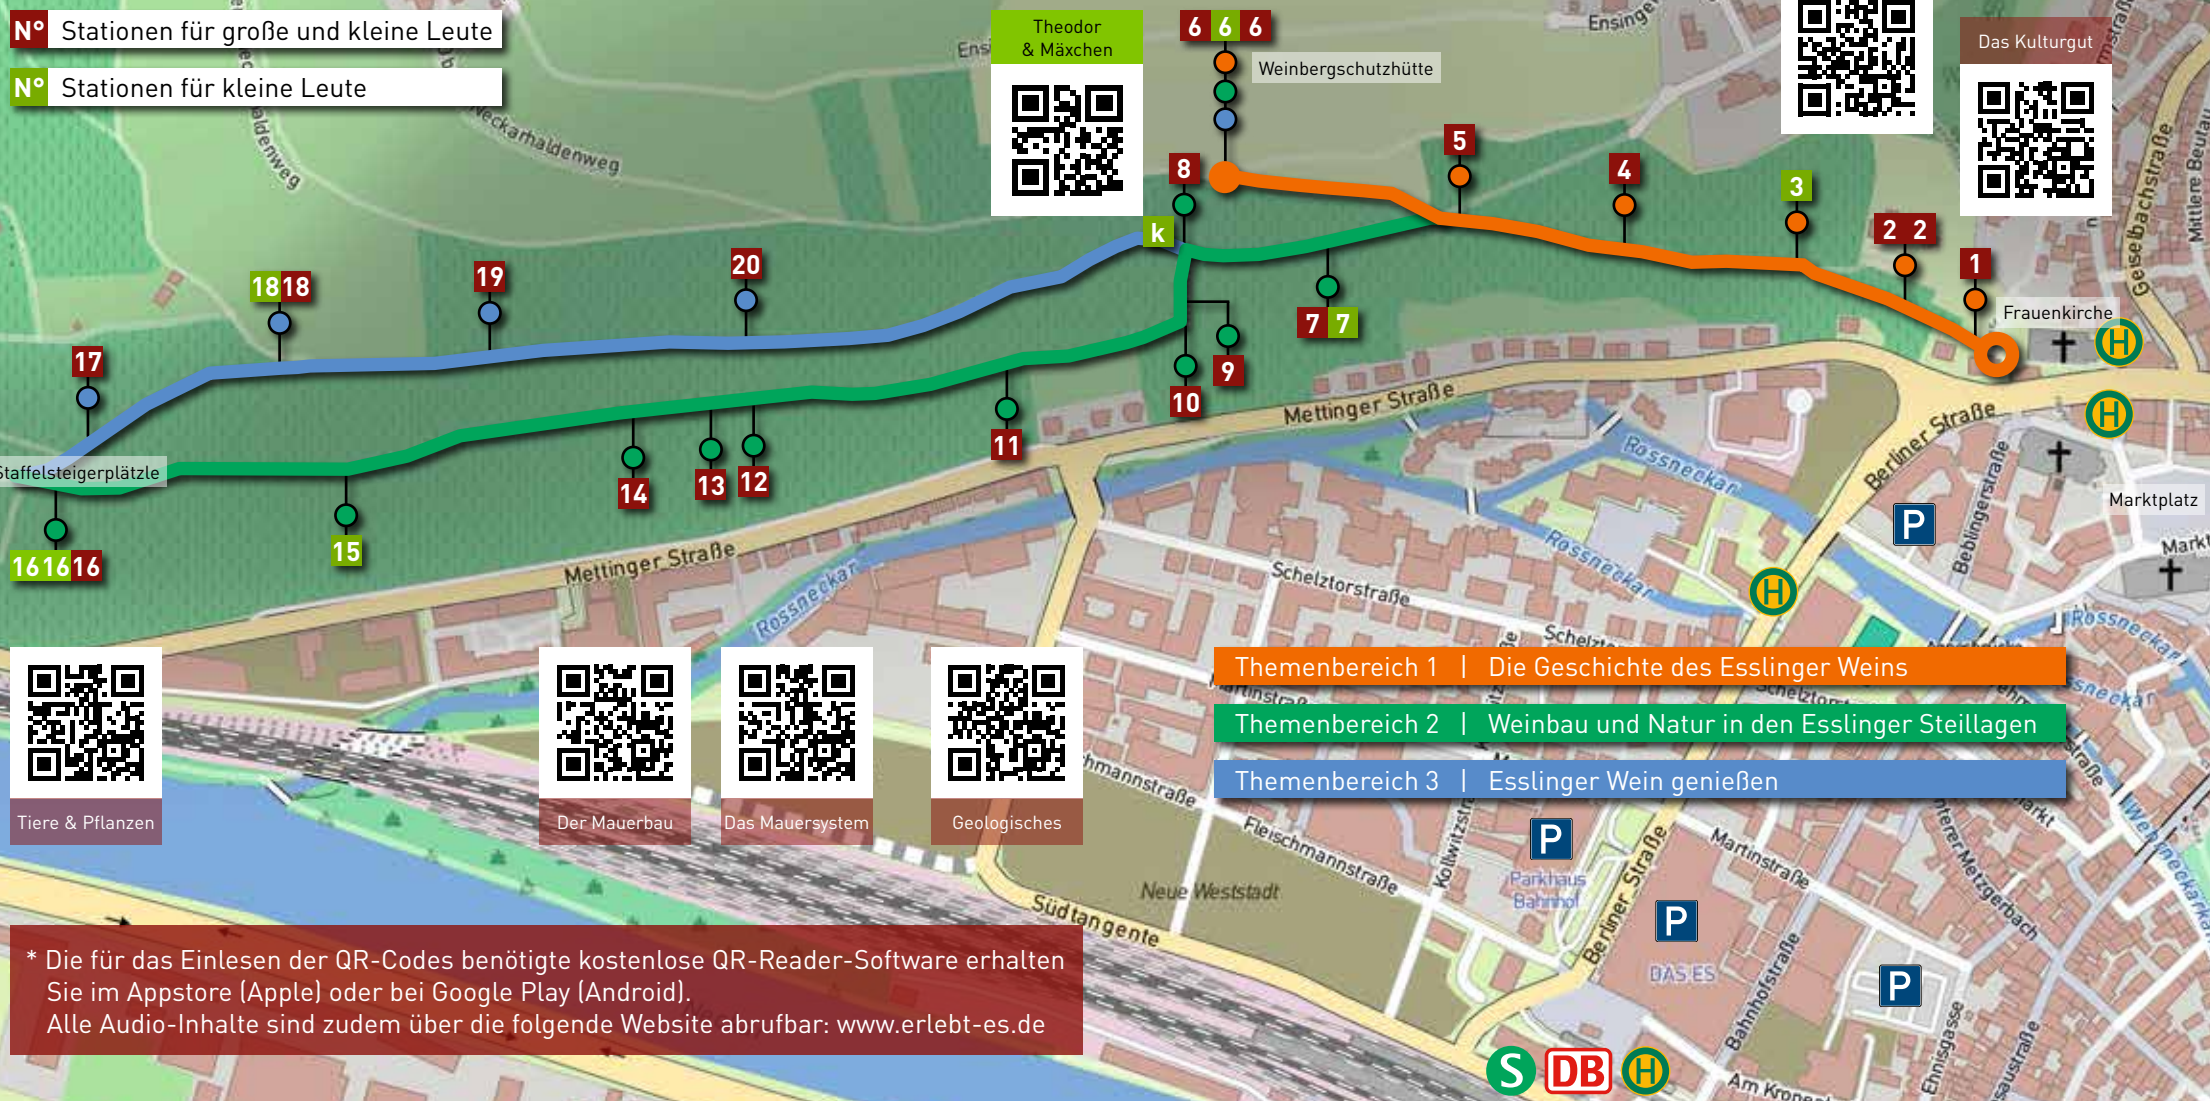 N° Stationen für große und kleine Leute
N° Stationen für kleine Leute
Theodor
& Mäxchen
6 6 6
Weinbergschutzhütte
Das Kulturgut
Neckarhaldenweg
Geiselbachstraße
Mittlere Beutau
5
4
3
2 2
1
8
k
7 7
9
10
Frauenkirche
H
H
20
19
18 18
17
Staffelsteigerplätzle
16 16 16
15
14
13
12
11
Mettinger Straße
Mettinger Straße
Berliner Straße
Rossneckar
Rossneckar
Rossneckar
Rossneckar
Beblingerstraße
P
Marktplatz
Markt
H
Schelztorstraße
Themenbereich 1 | Die Geschichte des Esslinger Weins
Themenbereich 2 | Weinbau und Natur in den Esslinger Steillagen
Themenbereich 3 | Esslinger Wein genießen
Tiere & Pflanzen
Der Mauerbau
Das Mauersystem
Geologisches
Fleischmannstraße
Martinstraße
P
Parkhaus
Bahnhof
Berliner Straße
Neue Weststadt
Südtangente
P
DAS ES
Bahnhofstraße
P
Unterer Metzgerbach
Ehnisgasse
* Die für das Einlesen der QR-Codes benötigte kostenlose QR-Reader-Software erhalten
Sie im Appstore (Apple) oder bei Google Play (Android).
Alle Audio-Inhalte sind zudem über die folgende Website abrufbar: www.erlebt-es.de
S DB H